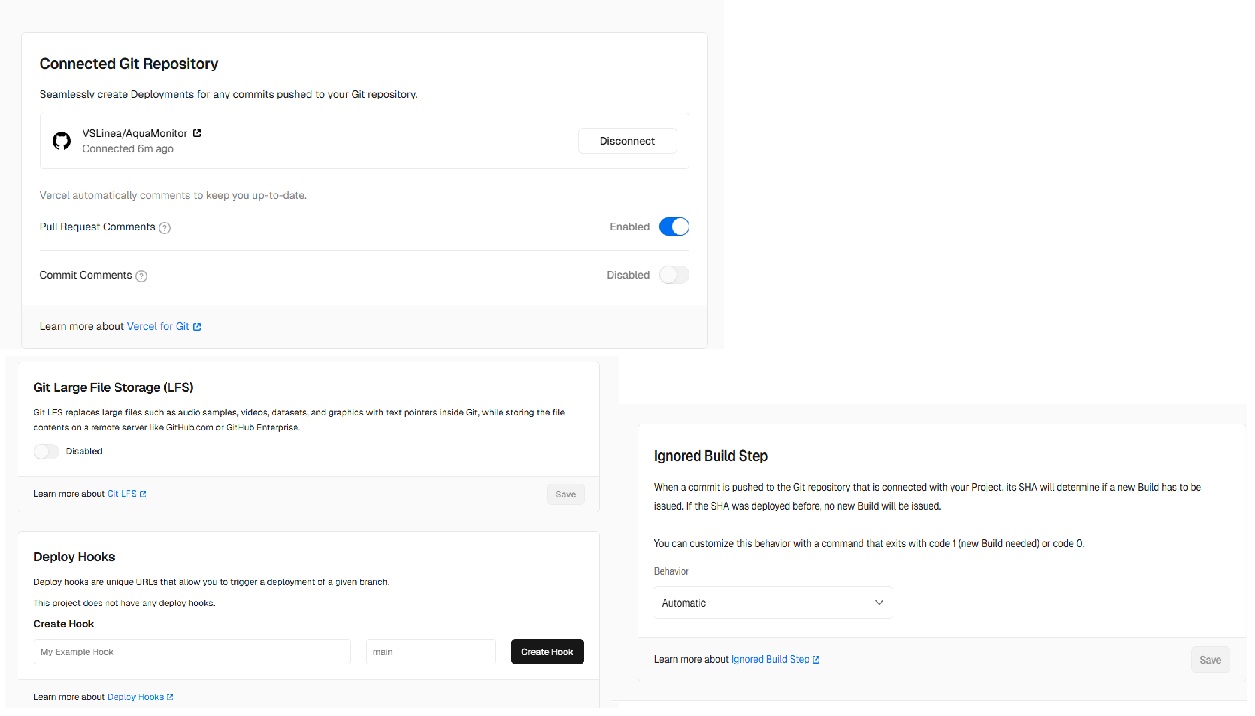 Connected Git Repository
Seamlessly create Deployments for any commits pushed to your Git repository.
VSLinea/AquaMonitor
Connected 6m ago
Disconnect
Vercel automatically comments to keep you up-to-date.
Pull Request Comments ?
Enabled
Commit Comments ?
Disabled
Learn more about Vercel for Git
Git Large File Storage (LFS)
Git LFS replaces large files such as audio samples, videos, datasets, and graphics with text pointers inside Git, while storing the file
contents on a remote server like GitHub.com or GitHub Enterprise.
Disabled
Learn more about Git LFS
Save
Deploy Hooks
Deploy hooks are unique URLs that allow you to trigger a deployment of a given branch.
This project does not have any deploy hooks.
Create Hook
My Example Hook
main
Create Hook
Learn more about Deploy Hooks
Ignored Build Step
When a commit is pushed to the Git repository that is connected with your Project, its SHA will determine if a new Build has to be
issued. If the SHA was deployed before, no new Build will be issued.
You can customize this behavior with a command that exits with code 1 (new Build needed) or code 0.
Behavior
Automatic
Learn more about Ignored Build Step
Save